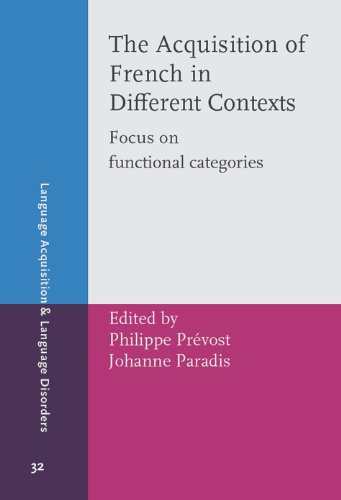 The Acquisition of
French in
Different Contexts
Focus on
functional categories
Language Acquisition & Language Disorders
Edited by
Philippe Prévost
Johanne Paradis
32